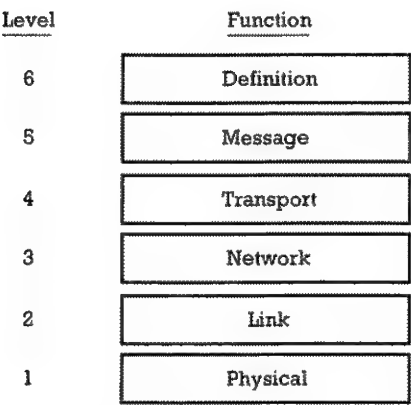 Level Function
6 Definition
5 Message
4 Transport
3 Network
2 Link
1 Physical